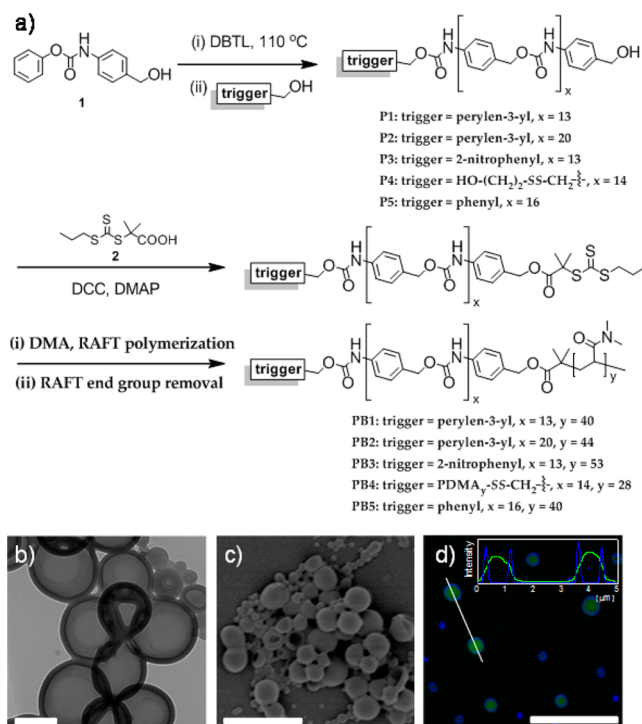 a)
O
H
N
O
OH
1
(i) DBTL, 110 °C
(ii) trigger OH
trigger
O
H
N
O
O
H
N
O
OH
x
P1: trigger = perylen-3-yl, x = 13
P2: trigger = perylen-3-yl, x = 20
P3: trigger = 2-nitrophenyl, x = 13
P4: trigger = HO-(CH2)2-SS-CH2-, x = 14
P5: trigger = phenyl, x = 16
S
S
S
COOH
2
DCC, DMAP
trigger
O
H
N
O
O
H
N
O
O
O
S
S
S
x
(i) DMA, RAFT polymerization
(ii) RAFT end group removal
trigger
O
H
N
O
O
H
N
O
O
O
O
N
x
y
PB1: trigger = perylen-3-yl, x = 13, y = 40
PB2: trigger = perylen-3-yl, x = 20, y = 44
PB3: trigger = 2-nitrophenyl, x = 13, y = 53
PB4: trigger = PDMAy-SS-CH2-, x = 14, y = 28
PB5: trigger = phenyl, x = 16, y = 40
b)
c)
d)
Intensity
0 1 2 3 4 5
[μm]